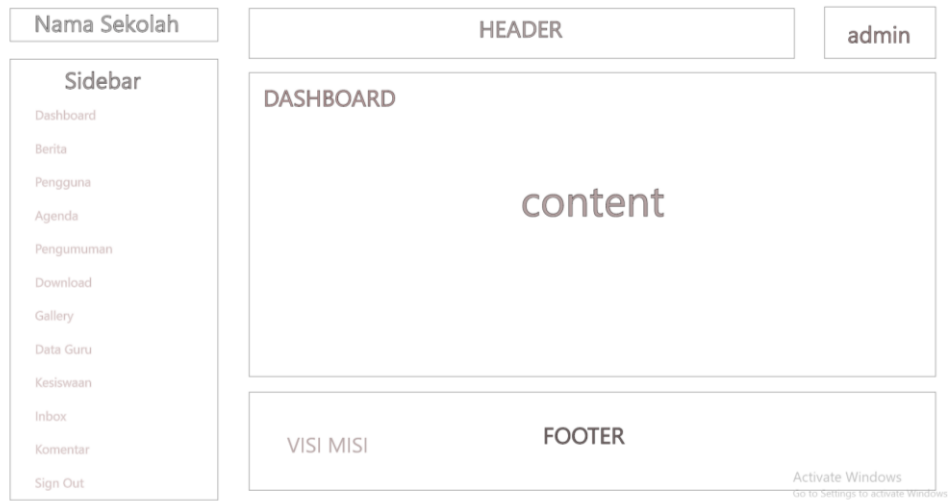 Nama Sekolah
HEADER
admin
Sidebar
Dashboard
Berita
Pengguna
Agenda
Pengumuman
Download
Gallery
Data Guru
Kesiswaan
Inbox
Komentar
Sign Out
DASHBOARD
content
VISI MISI
FOOTER
Activate Windows
Go to Settings to activate Windows